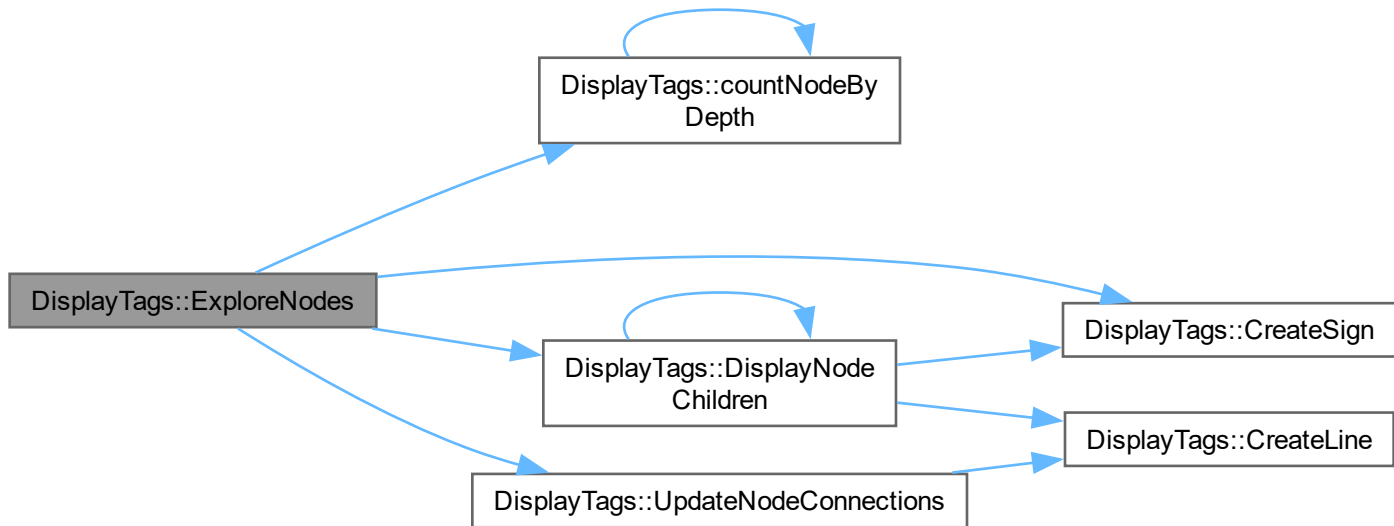 DisplayTags::countNodeBy
Depth
DisplayTags::ExploreNodes
DisplayTags::CreateSign
DisplayTags::DisplayNode
Children
DisplayTags::CreateLine
DisplayTags::UpdateNodeConnections